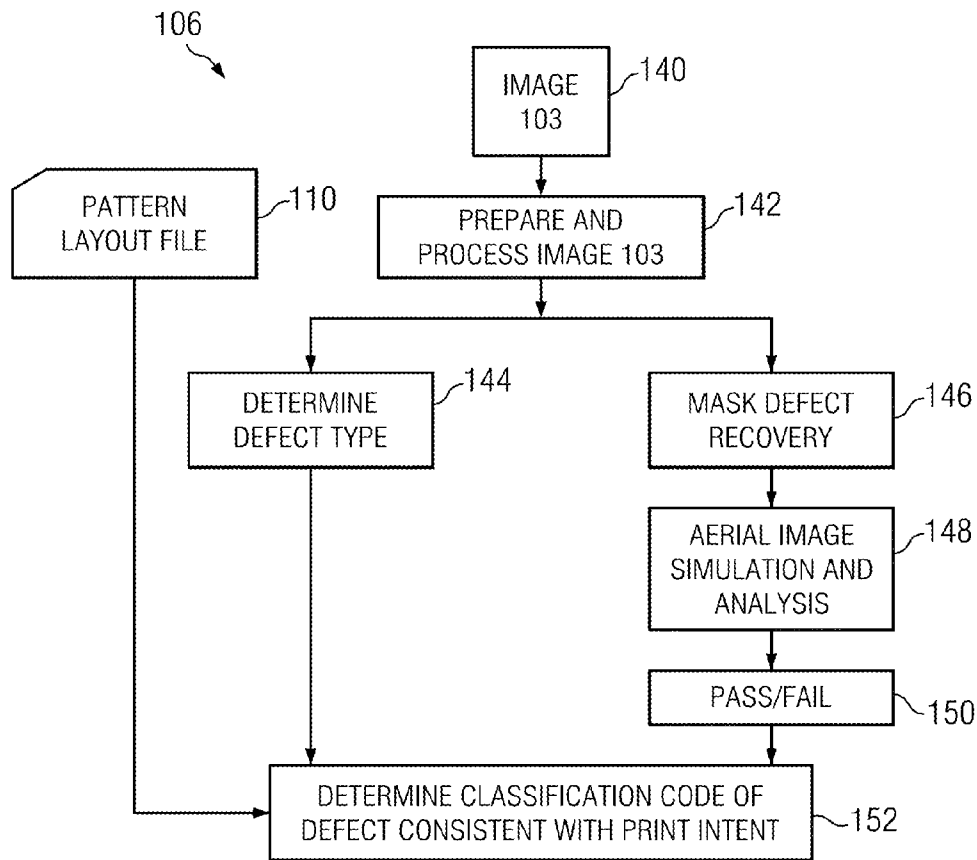 106
IMAGE
103
140
PATTERN
LAYOUT FILE
110
PREPARE AND
PROCESS IMAGE 103
142
DETERMINE
DEFECT TYPE
144
MASK DEFECT
RECOVERY
146
AERIAL IMAGE
SIMULATION AND
ANALYSIS
148
PASS/FAIL
150
DETERMINE CLASSIFICATION CODE OF
DEFECT CONSISTENT WITH PRINT INTENT
152